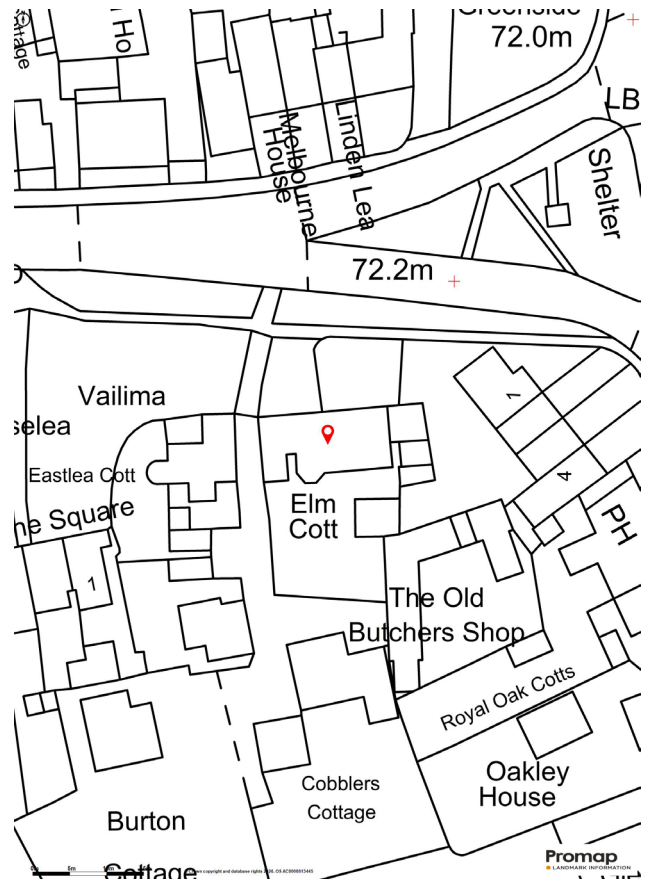 Greenside
72.0m
Ho
ttage
LB
Melbourne
House
Linden Lea
Shelter
72.2m
Vailima
selea
Eastlea Cott
he Square
1
Elm
Cott
1
4
PH
The Old
Butchers Shop
Royal Oak Cotts
Oakley
House
Cobblers
Cottage
Burton
Cottage
Promap
LANDMARK INFORMATION